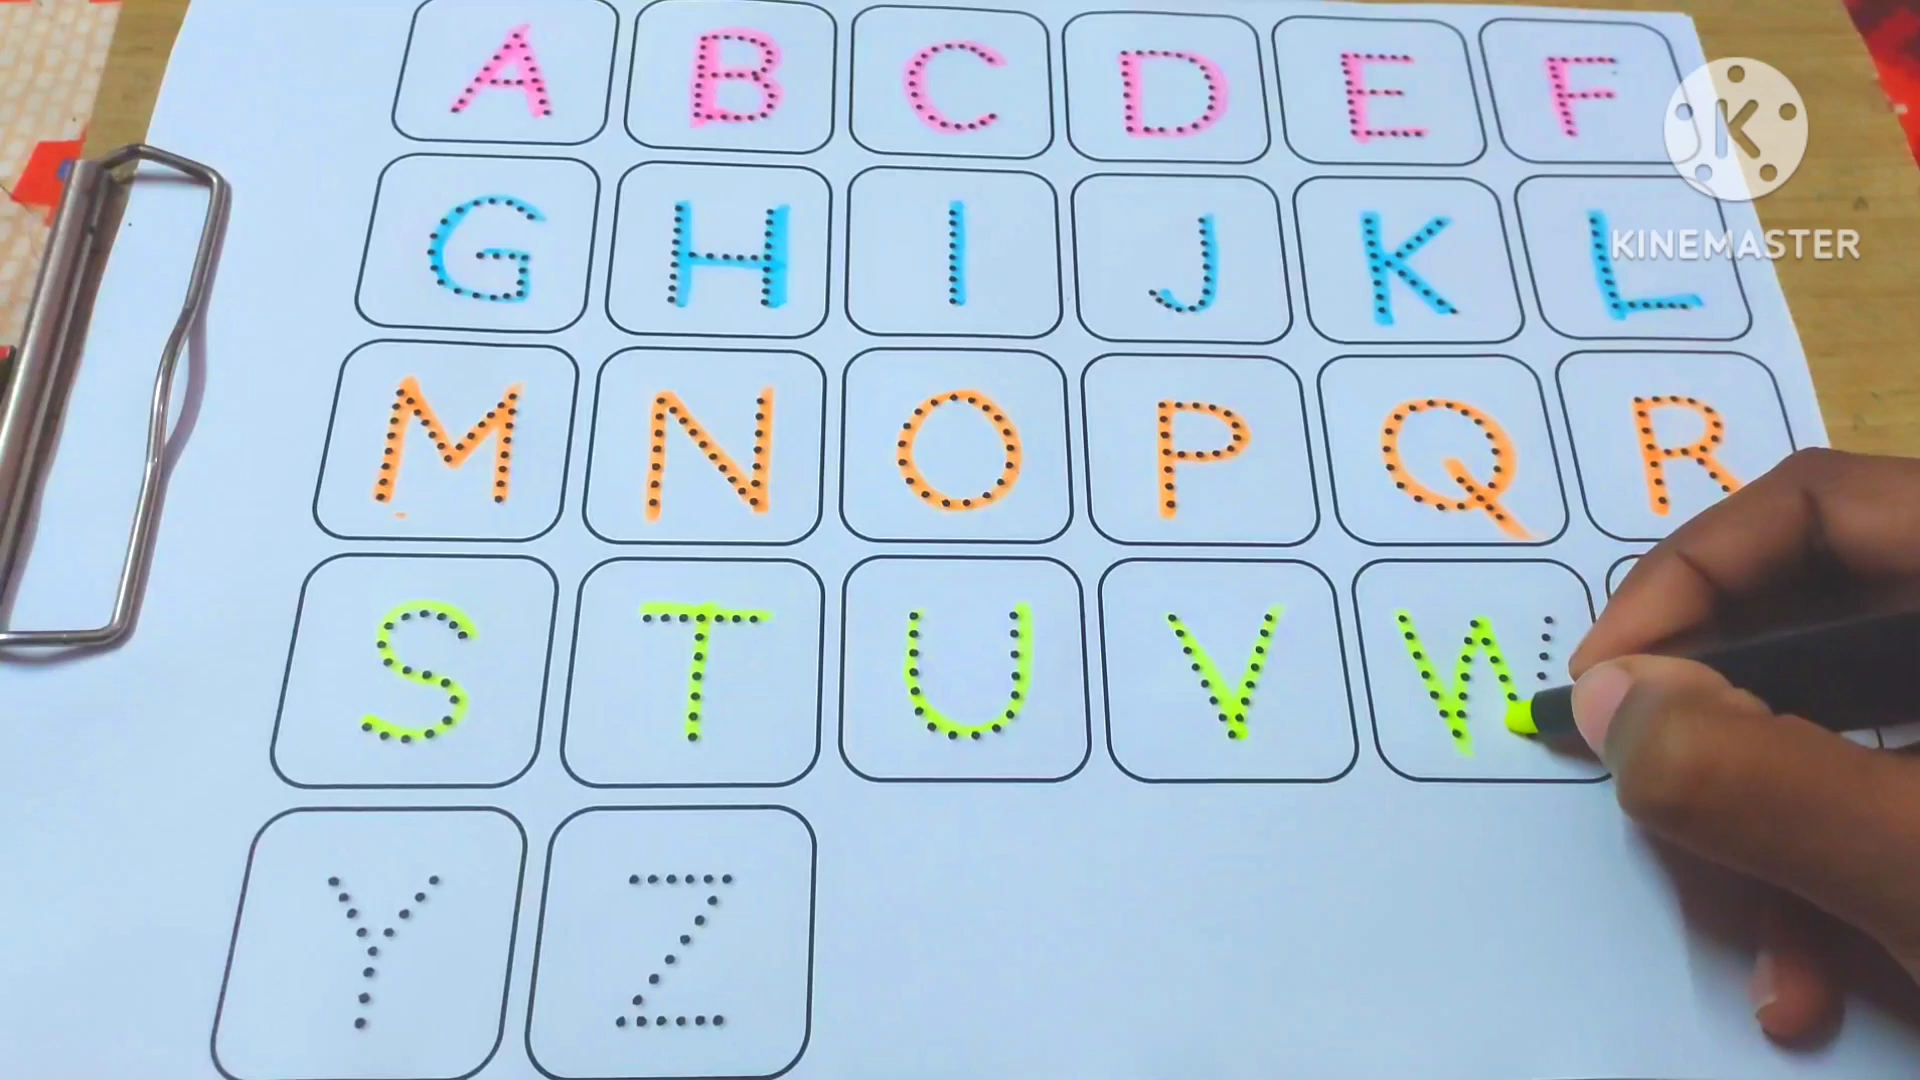 A B C D E F
G H I J K L
M N O P Q R
S T U V W
Y Z
K
KINEMASTER